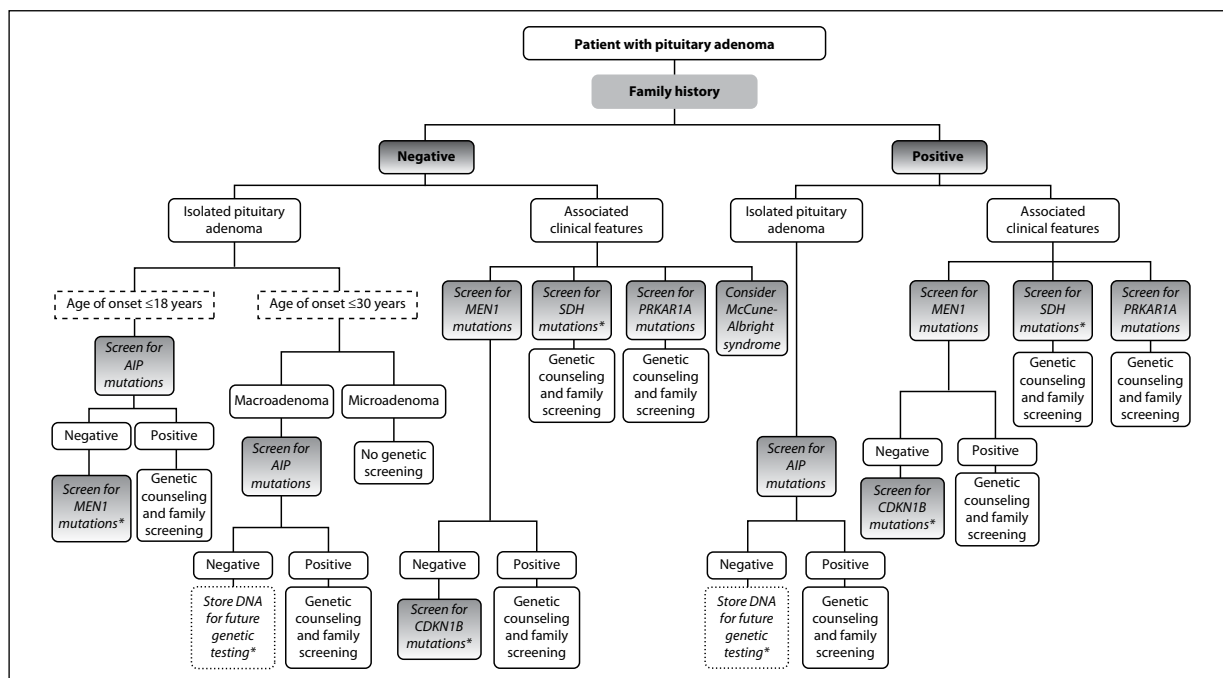 Patient with pituitary adenoma
Family history
Negative
Positive
Isolated pituitary
adenoma
Associated
clinical features
Isolated pituitary
adenoma
Associated
clinical features
Age of onset ≤18 years
Age of onset ≤30 years
Screen for
MEN1
mutations
Screen for
SDH
mutations*
Screen for
PRKAR1A
mutations
Consider
McCune-
Albright
syndrome
Screen for
MEN1
mutations
Screen for
SDH
mutations*
Screen for
PRKAR1A
mutations
Screen for
AIP
mutations
Genetic
counseling
and family
screening
Genetic
counseling
and family
screening
Genetic
counseling
and family
screening
Genetic
counseling
and family
screening
Macroadenoma
Microadenoma
Negative
Positive
Screen for
AIP
mutations
No genetic
screening
Screen for
AIP
mutations
Negative
Positive
Screen for
MEN1
mutations*
Genetic
counseling
and family
screening
Screen for
CDKN1B
mutations*
Genetic
counseling
and family
screening
Negative
Positive
Negative
Positive
Negative
Positive
Store DNA
for future
genetic
testing*
Genetic
counseling
and family
screening
Screen for
CDKN1B
mutations*
Genetic
counseling
and family
screening
Store DNA
for future
genetic
testing*
Genetic
counseling
and family
screening